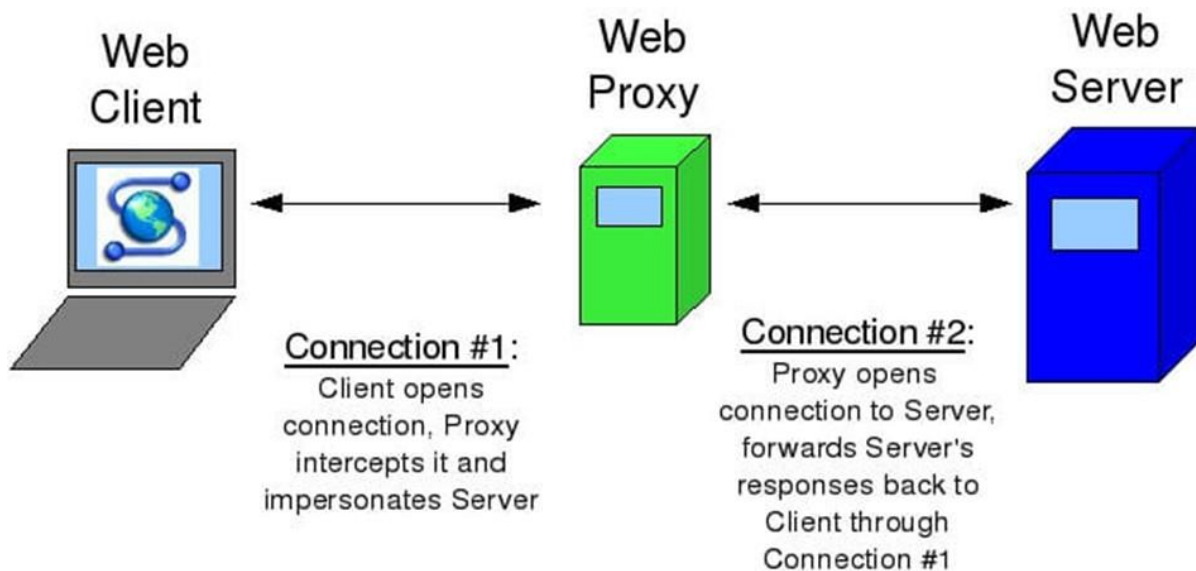 Web
Client
Web
Proxy
Web
Server
Connection #1:
Client opens
connection, Proxy
intercepts it and
impersonates Server
Connection #2:
Proxy opens
connection to Server,
forwards Server's
responses back to
Client through
Connection #1